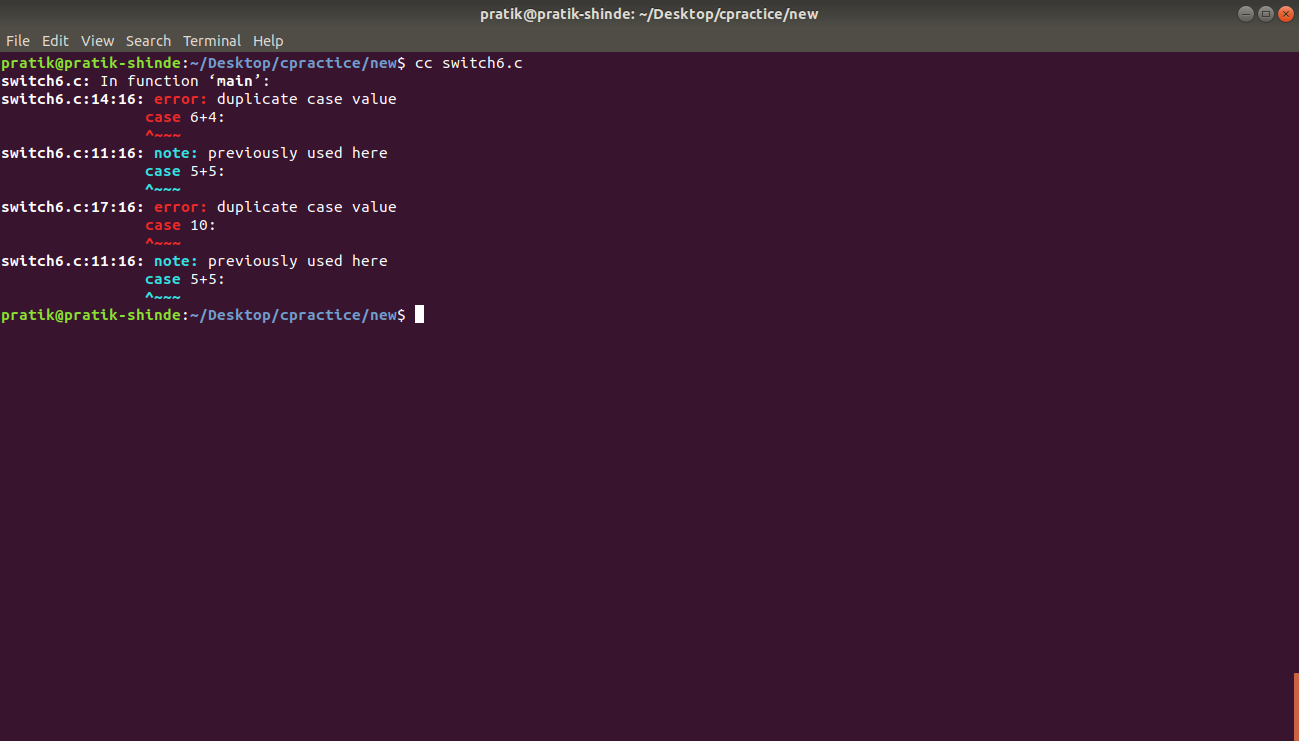 pratik@pratik-shinde: ~/Desktop/cpractice/new
File Edit View Search Terminal Help
pratik@pratik-shinde:~/Desktop/cpractice/new$ cc switch6.c
switch6.c: In function ‘main’:
switch6.c:14:16: error: duplicate case value
                case 6+4:
                ^~~~
switch6.c:11:16: note: previously used here
                case 5+5:
                ^~~~
switch6.c:17:16: error: duplicate case value
                case 10:
                ^~~~
switch6.c:11:16: note: previously used here
                case 5+5:
                ^~~~
pratik@pratik-shinde:~/Desktop/cpractice/new$